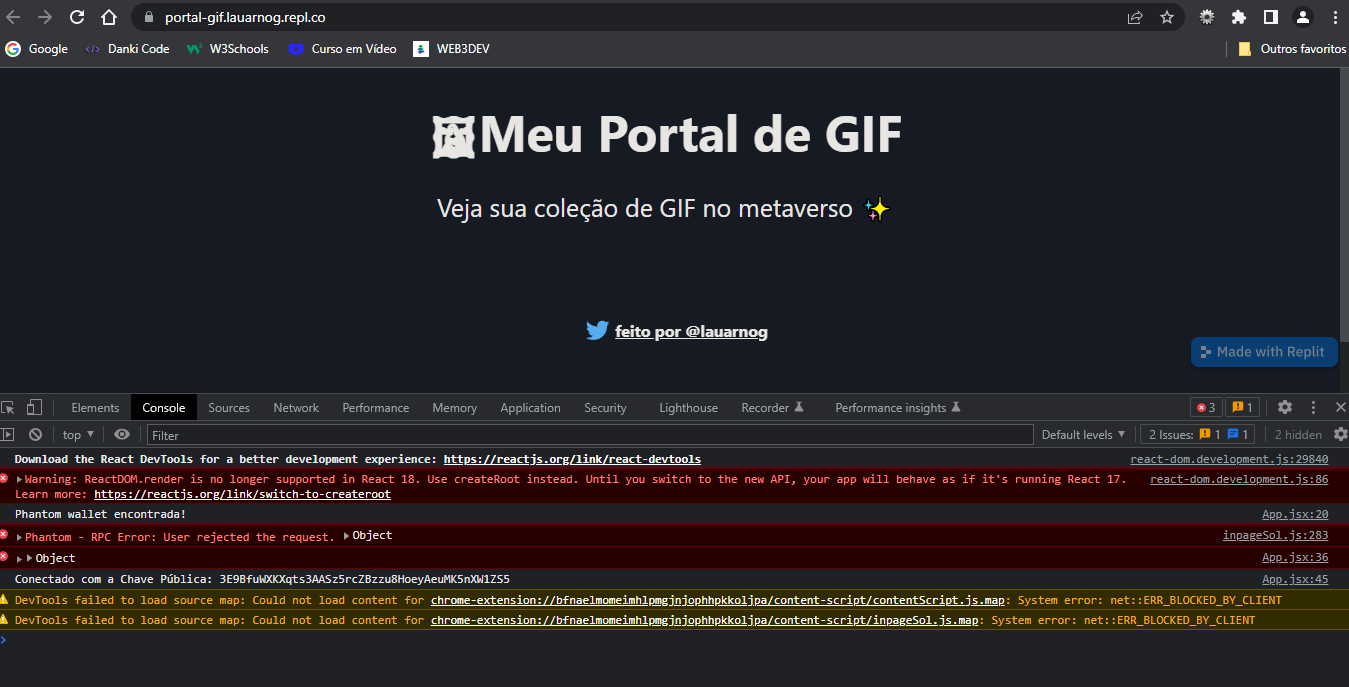 portal-gif.lauarnog.repl.co
Google Danki Code W3Schools Curso em Vídeo WEB3DEV Outros favoritos
Meu Portal de GIF
Veja sua coleção de GIF no metaverso ✨
feito por @lauarnog
Made with Replit
Elements Console Sources Network Performance Memory Application Security Lighthouse Recorder Performance insights 3 1
top Filter Default levels 2 Issues: 1 1 2 hidden
Download the React DevTools for a better development experience: https://reactjs.org/link/react-devtools react-dom.development.js:29840
Warning: ReactDOM.render is no longer supported in React 18. Use createRoot instead. Until you switch to the new API, your app will behave as if it's running React 17. react-dom.development.js:86
Learn more: https://reactjs.org/link/switch-to-createroot
Phantom wallet encontrada! App.jsx:20
Phantom - RPC Error: User rejected the request. Object inpageSol.js:283
Object App.jsx:36
Conectado com a Chave Pública: 3E9BfuWXKXqts3AASz5rcZBzzu8HoeyAeuMK5nXW1ZS5 App.jsx:45
DevTools failed to load source map: Could not load content for chrome-extension://bfnaelmomeimhlpmgjnjophhpkkoljpa/content-script/contentScript.js.map: System error: net::ERR_BLOCKED_BY_CLIENT
DevTools failed to load source map: Could not load content for chrome-extension://bfnaelmomeimhlpmgjnjophhpkkoljpa/content-script/inpageSol.js.map: System error: net::ERR_BLOCKED_BY_CLIENT